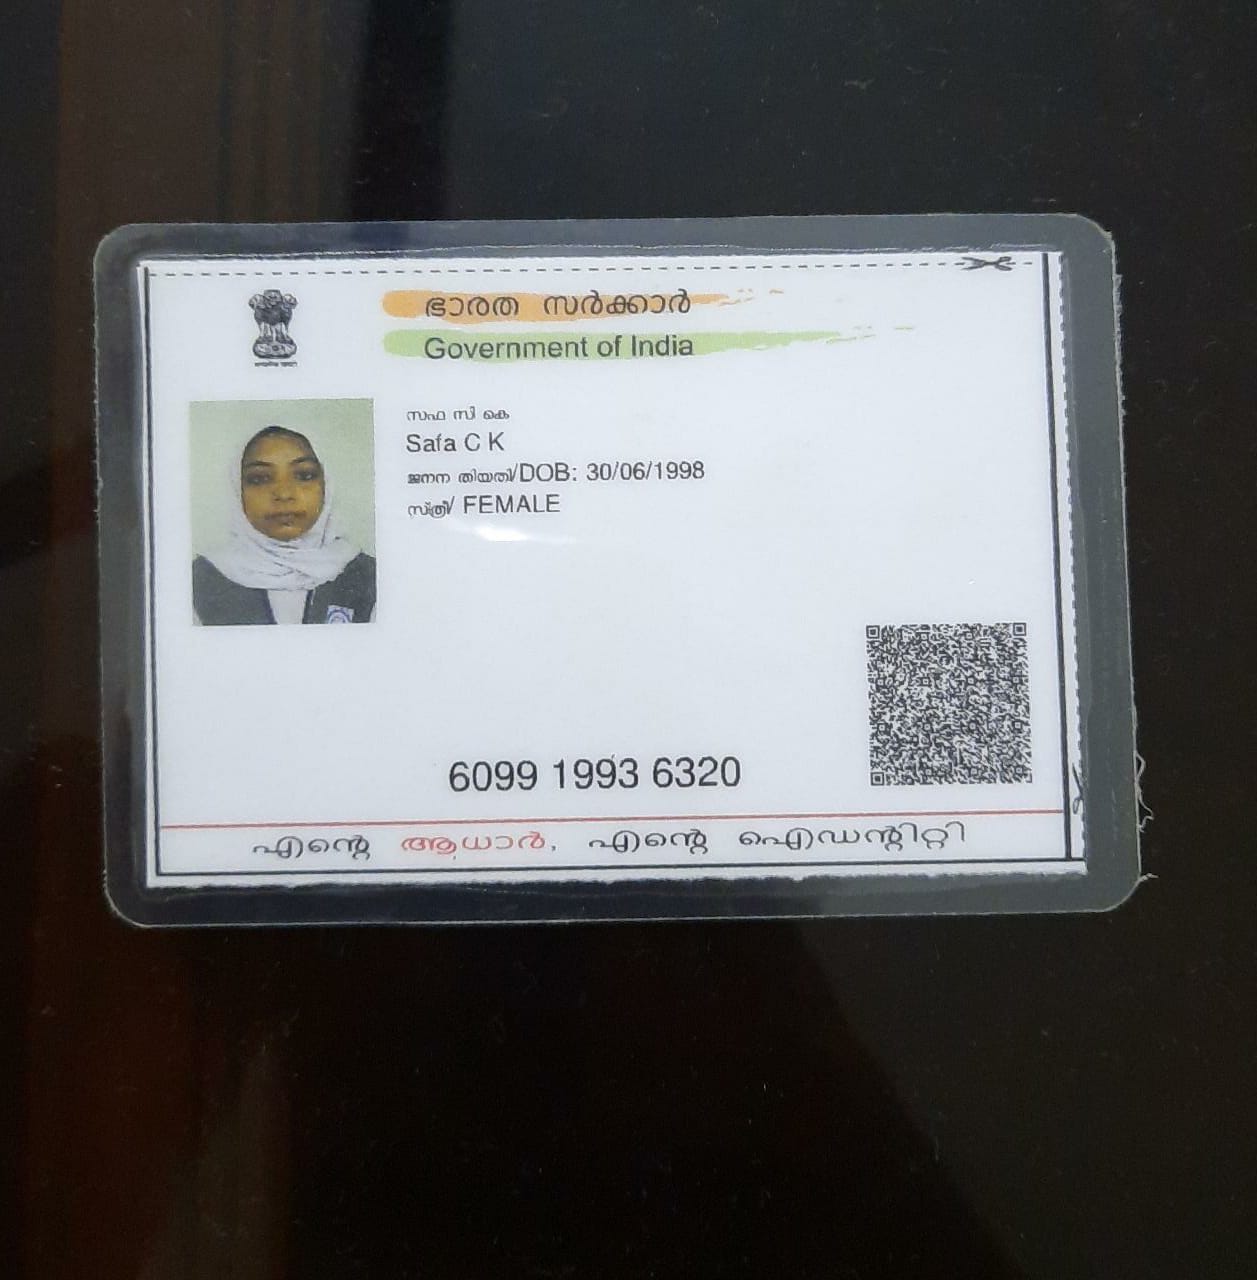 ഭാരത സർക്കാർ
Government of India
സഫ സി കെ
Safa C K
ജനന തിയതി/DOB: 30/06/1998
സ്ത്രീ/ FEMALE
6099 1993 6320
എന്റെ ആധാർ, എന്റെ ഐഡന്റിറ്റി